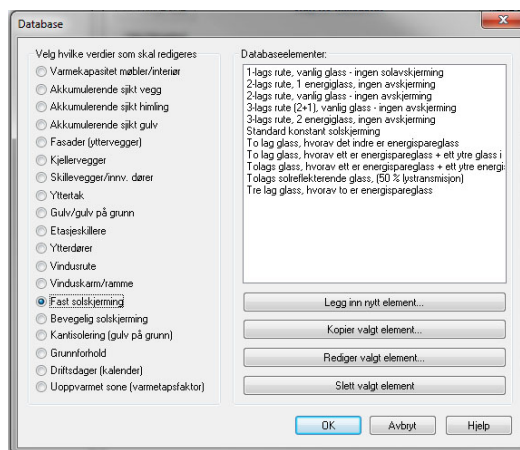 Database
Velg hvilke verdier som skal redigeres
Varmekapasitet møbler/interiør
Akkumulerende sjikt vegg
Akkumulerende sjikt himling
Akkumulerende sjikt gulv
Fasader (yttervegger)
Kjellervegger
Skillevegger/innv. dører
Yttertak
Gulv/gulv på grunn
Etasjeskillere
Ytterdører
Vindusrute
Vinduskarm/ramme
Fast solskjerming
Bevegelig solskjerming
Kantisolering (gulv på grunn)
Grunnforhold
Driftsdager (kalender)
Uoppvarmet sone (varmetapsfaktor)
Databaseelementer:
1-lags rute, vanlig glass - ingen solavskjerming
2-lags rute, 1 energiglass, ingen avskjerming
2-lags rute, vanlig glass - ingen avskjerming
3-lags rute (2+1), vanlig glass - ingen avskjerming
3-lags rute, 2 energiglass, ingen avskjerming
Standard konstant solskjerming
To lag glass, hvorav det indre er energispareglass
To lag glass, hvorav ett er energispareglass + ett ytre glass i
Tolags glass, hvorav ett er energispareglass + ett ytre energi:
Tolags solreflekterende glass, (50 % lystransmisjon)
Tre lag glass, hvorav to er energispareglass
Legg inn nytt element...
Kopier valgt element...
Rediger valgt element...
Slett valgt element
OK
Avbryt
Hjelp